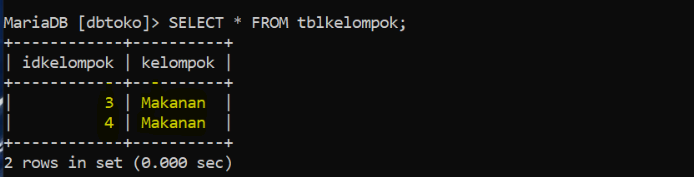 MariaDB [dbtoko]> SELECT * FROM tblkelompok;
+------------+----------+
| idkelompok | kelompok |
+------------+----------+
|          3 | Makanan  |
|          4 | Makanan  |
+------------+----------+
2 rows in set (0.000 sec)